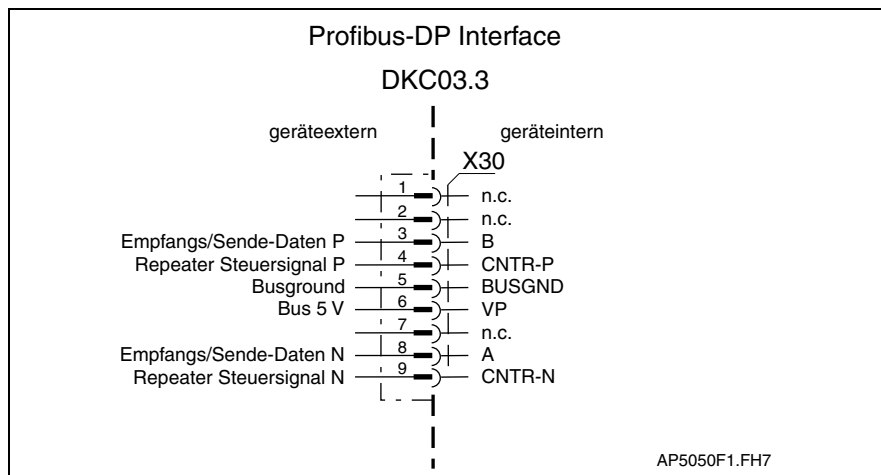 Profibus-DP Interface
DKC03.3
geräteextern geräteintern
X30
1 n.c.
2 n.c.
Empfangs/Sende-Daten P 3 B
Repeater Steuersignal P 4 CNTR-P
Busground 5 BUSGND
Bus 5 V 6 VP
7 n.c.
Empfangs/Sende-Daten N 8 A
Repeater Steuersignal N 9 CNTR-N
AP5050F1.FH7